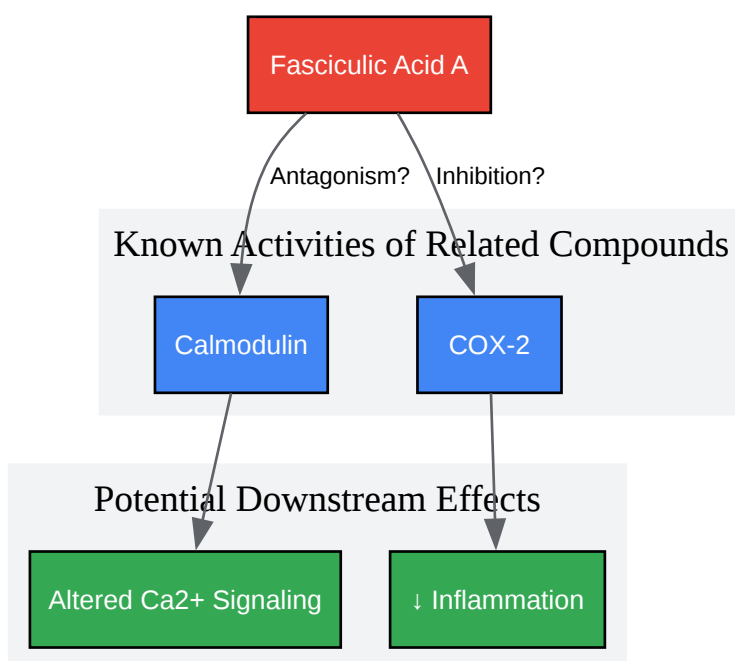 Fasciculic Acid A
Antagonism?
Inhibition?
Known Activities of Related Compounds
Calmodulin
COX-2
Potential Downstream Effects
Altered Ca2+ Signaling
↓ Inflammation